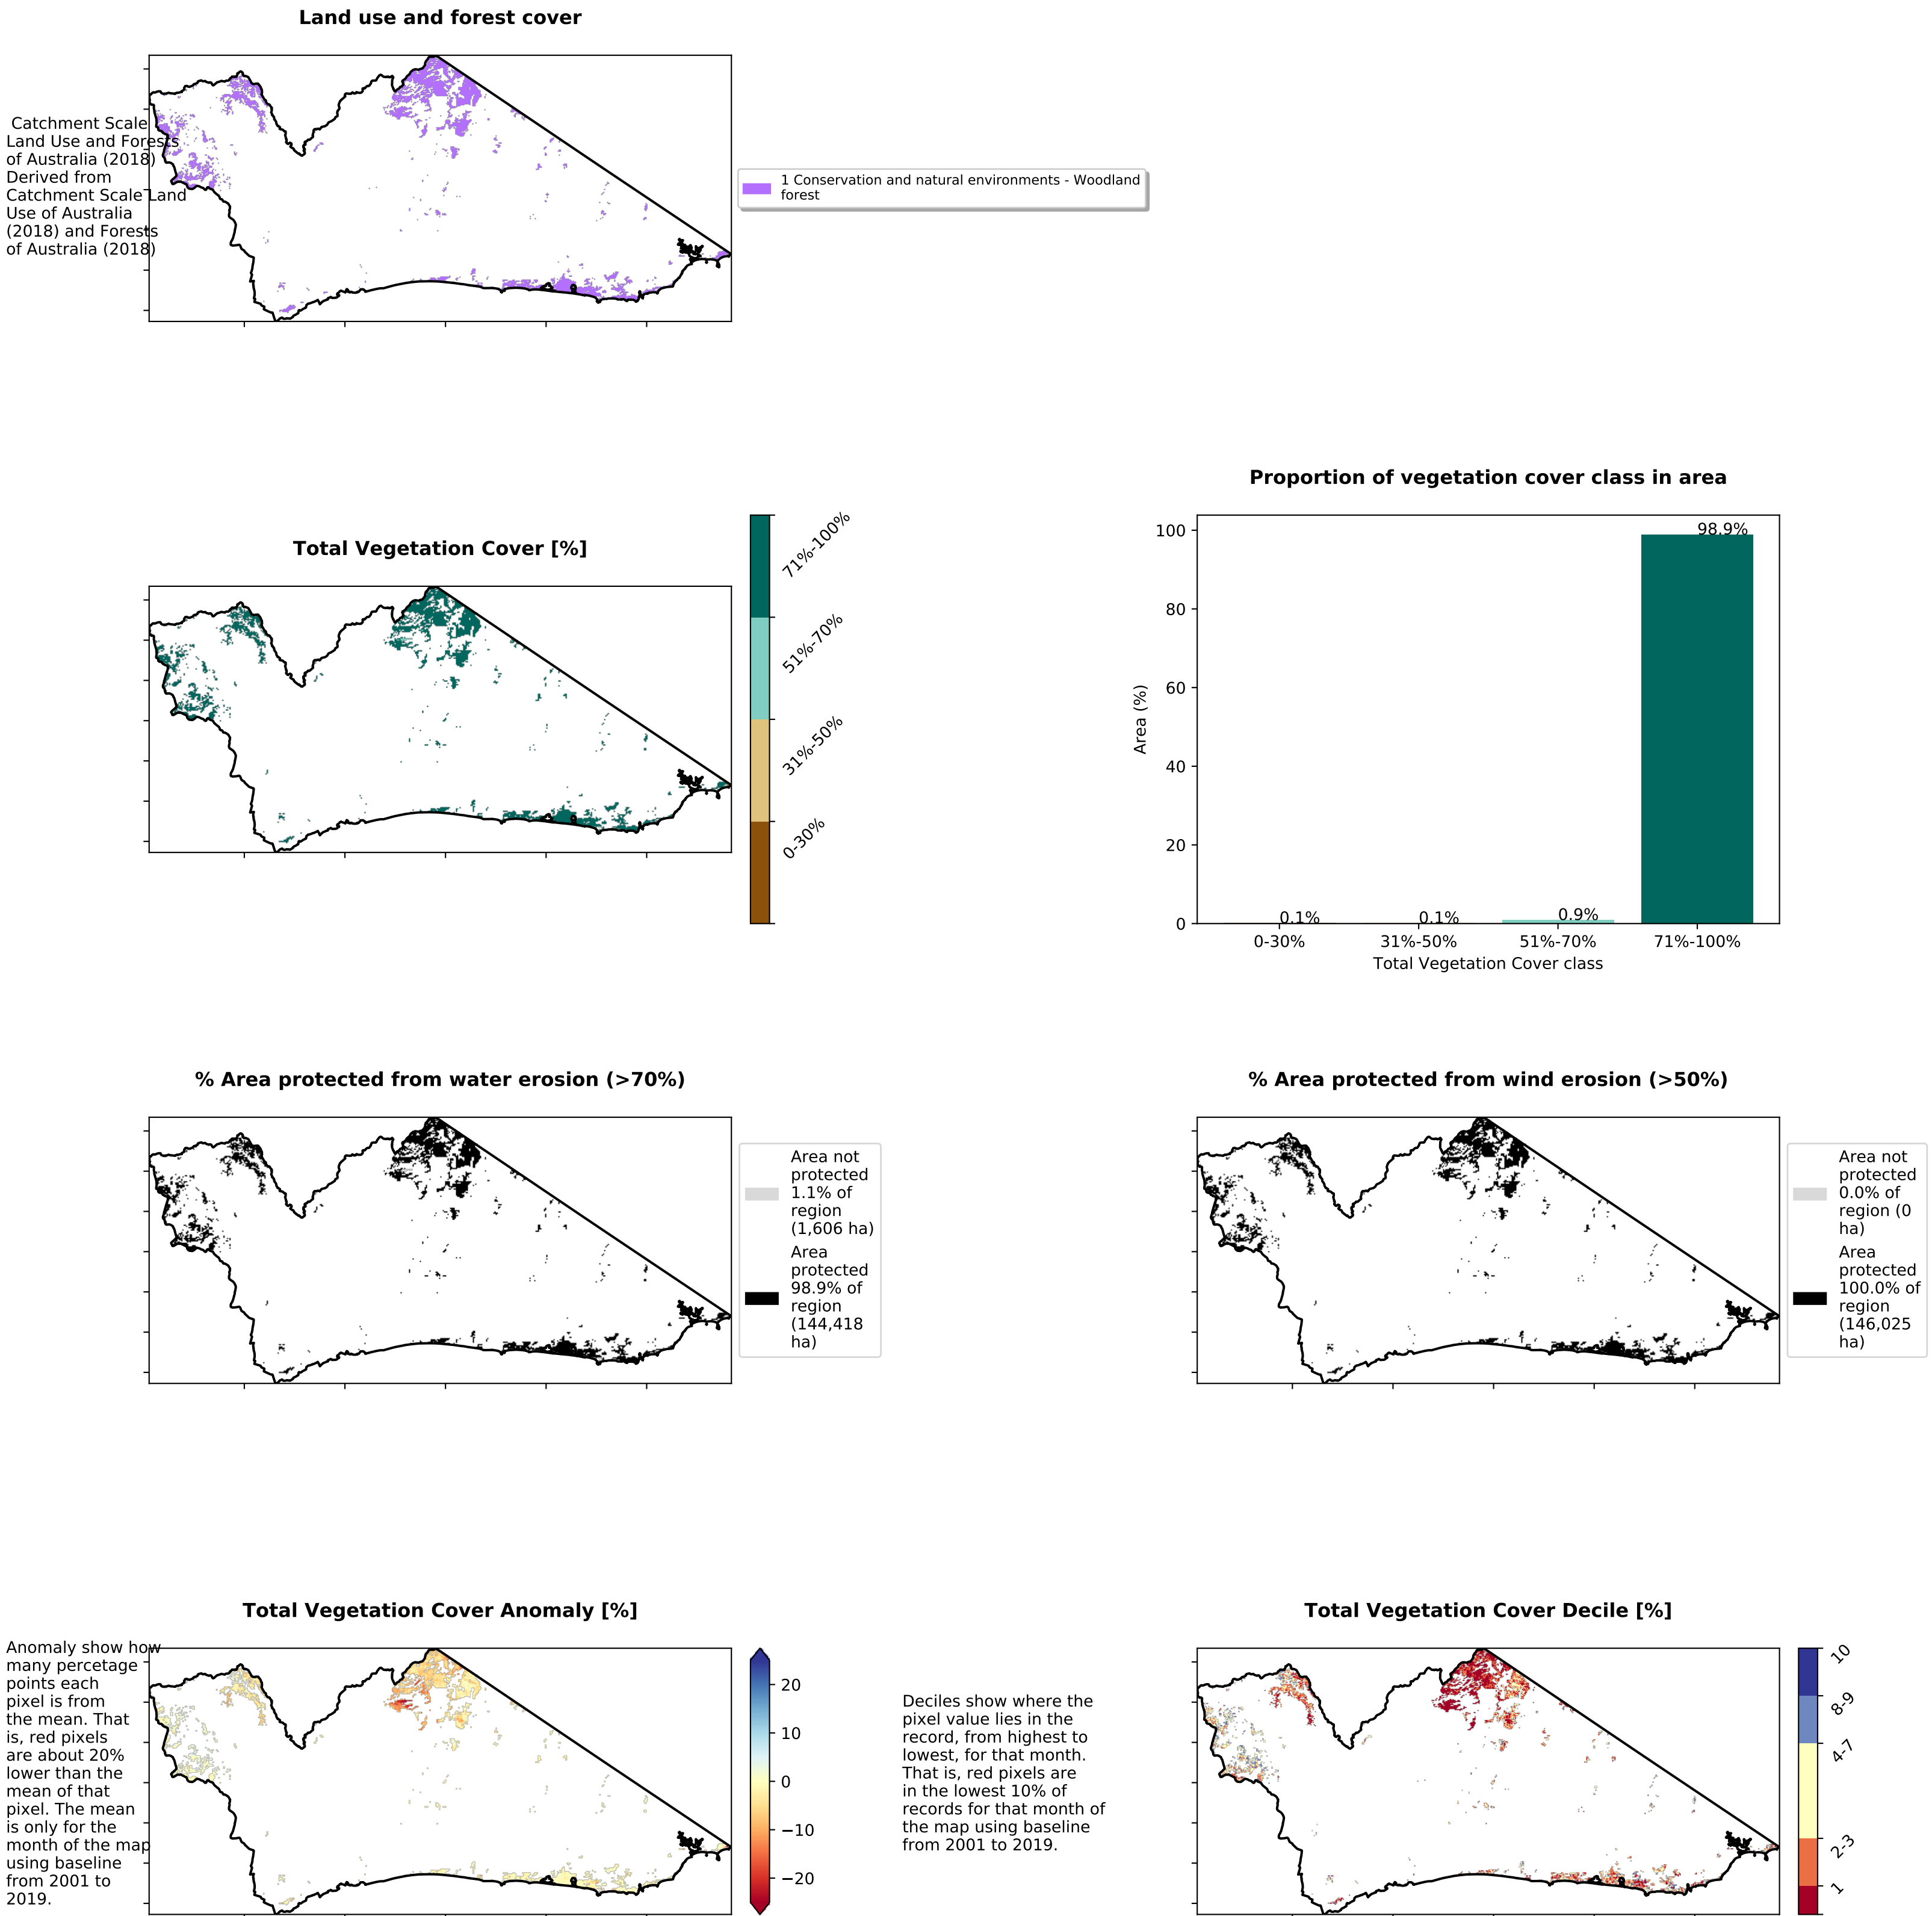 Land use and forest cover
Catchment Scale
Land Use and Forests
of Australia (2018)
Derived from
Catchment Scale Land
Use of Australia
(2018) and Forests
of Australia (2018)
1 Conservation and natural environments - Woodland
forest
Total Vegetation Cover [%]
71%-100%
51%-70%
31%-50%
0-30%
Proportion of vegetation cover class in area
100
80
60
40
20
0
Area (%)
0.1%
0.1%
0.9%
98.9%
0-30%
31%-50%
51%-70%
71%-100%
Total Vegetation Cover class
% Area protected from water erosion (>70%)
Area not
protected
1.1% of
region
(1,606 ha)
Area
protected
98.9% of
region
(144,418
ha)
% Area protected from wind erosion (>50%)
Area not
protected
0.0% of
region (0
ha)
Area
protected
100.0% of
region
(146,025
ha)
Total Vegetation Cover Anomaly [%]
Anomaly show how
many percetage
points each
pixel is from
the mean. That
is, red pixels
are about 20%
lower than the
mean of that
pixel. The mean
is only for the
month of the map
using baseline
from 2001 to
2019.
20
10
0
−10
−20
Total Vegetation Cover Decile [%]
Deciles show where the
pixel value lies in the
record, from highest to
lowest, for that month.
That is, red pixels are
in the lowest 10% of
records for that month of
the map using baseline
from 2001 to 2019.
10
8-9
4-7
2-3
1